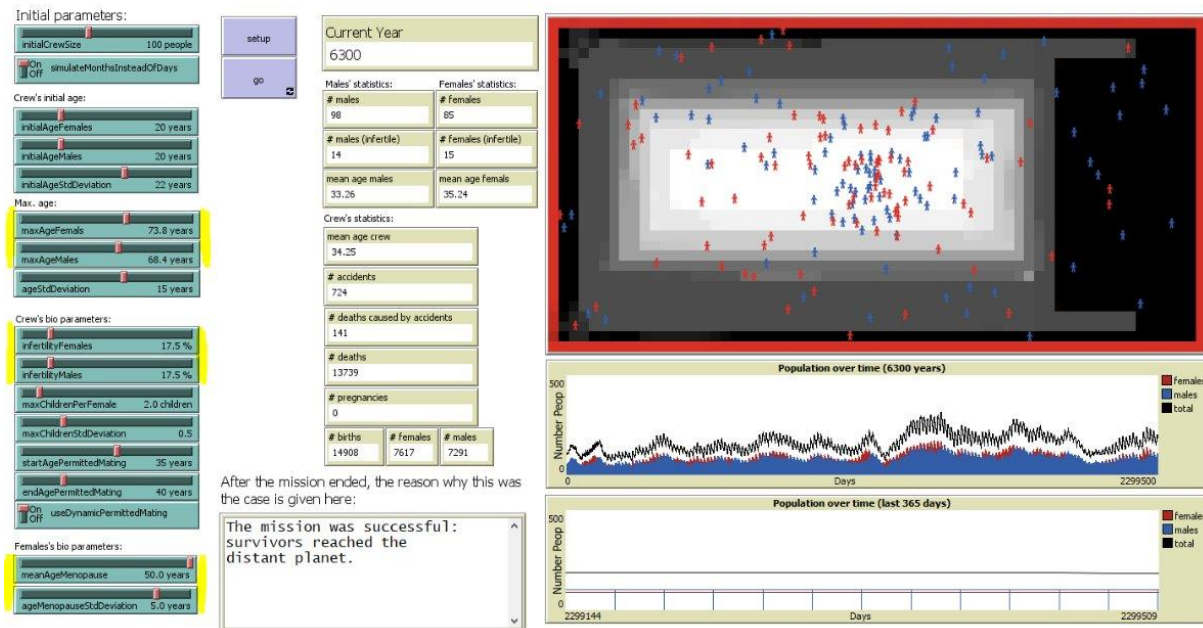 Initial parameters:
initialCrewSize 100 people
On
Off simulateMonthsInsteadOfDays
Crew's initial age:
initialAgeFemales 20 years
initialAgeMales 20 years
initialAgeStdDeviation 22 years
Max. age:
maxAgeFemals 73.8 years
maxAgeMales 68.4 years
ageStdDeviation 15 years
Crew's bio parameters:
infertilityFemales 17.5 %
infertilityMales 17.5 %
maxChildrenPerFemale 2.0 children
maxChildrenStdDeviation 0.5
startAgePermittedMating 35 years
endAgePermittedMating 40 years
On
Off useDynamicPermittedMating
Females's bio parameters:
meanAgeMenopause 50.0 years
ageMenopauseStdDeviation 5.0 years
setup
go
Current Year
6300
Males' statistics: Females' statistics:
# males # females
98 85
# males (infertile) # females (infertile)
14 15
mean age males mean age femals
33.26 35.24
Crew's statistics:
mean age crew
34.25
# accidents
724
# deaths caused by accidents
141
# deaths
13739
# pregnancies
0
# births # females # males
14908 7617 7291
After the mission ended, the reason why this was
the case is given here:
The mission was successful:
survivors reached the
distant planet.
Population over time (6300 years)
500
Number Peop
0
0 Days 2299500
females
males
total
Population over time (last 365 days)
500
Number Peop
0
2299144 Days 2299509
females
males
total